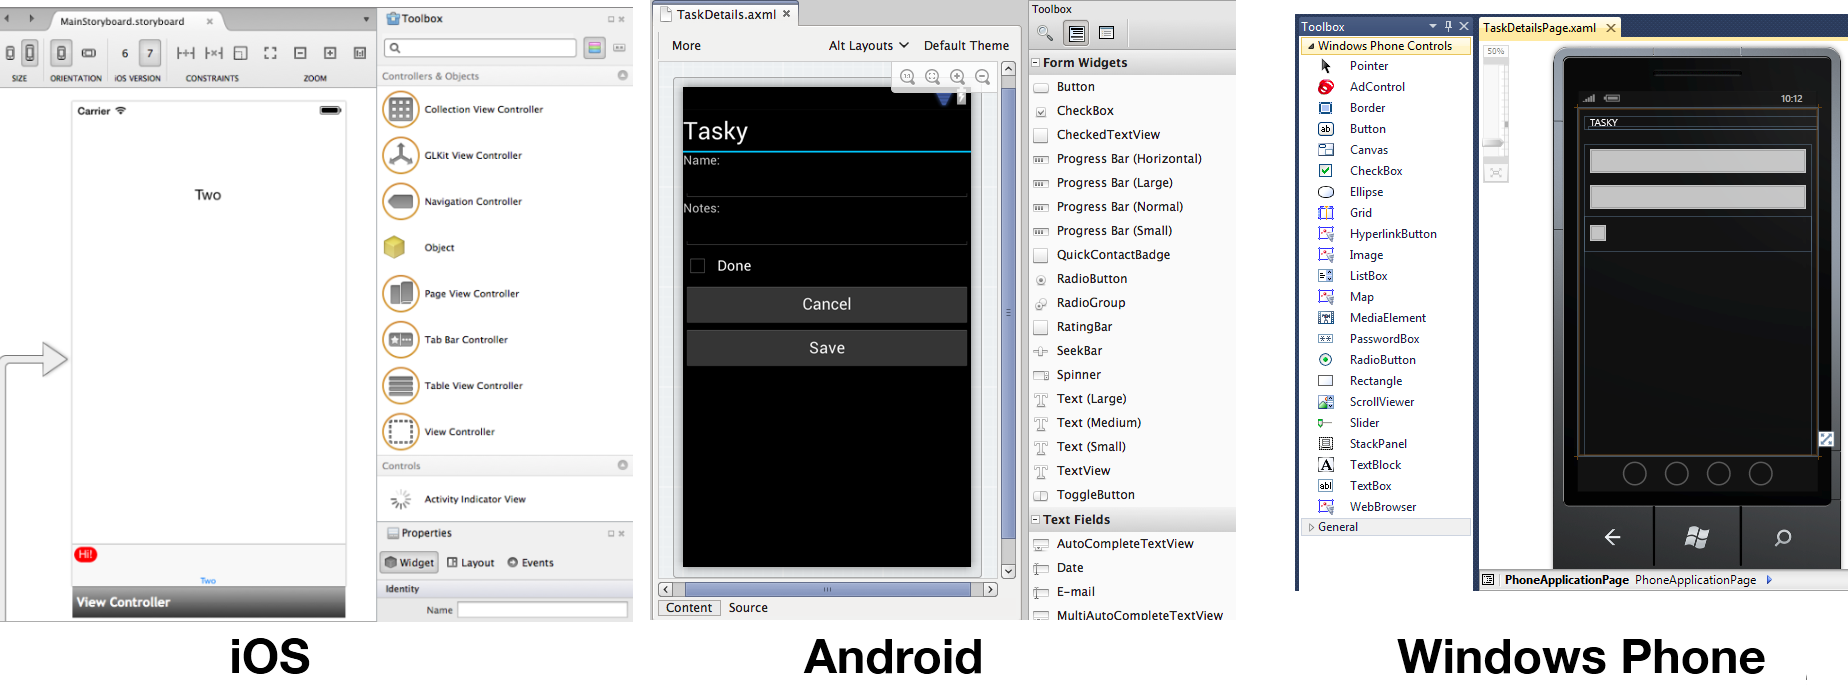 MainStoryboard.storyboard
6 7
SIZE ORIENTATION iOS VERSION CONSTRAINTS ZOOM
Carrier
Two
Hi!
Two
View Controller
Toolbox
Controllers & Objects
Collection View Controller
GLKit View Controller
Navigation Controller
Object
Page View Controller
Tab Bar Controller
Table View Controller
View Controller
Controls
Activity Indicator View
Properties
Widget Layout Events
Identity
Name
iOS
TaskDetails.axml
More Alt Layouts Default Theme
Tasky
Name:
Notes:
Done
Cancel
Save
Content Source
Toolbox
Form Widgets
Button
CheckBox
CheckedTextView
Progress Bar (Horizontal)
Progress Bar (Large)
Progress Bar (Normal)
Progress Bar (Small)
QuickContactBadge
RadioButton
RadioGroup
RatingBar
SeekBar
Spinner
Text (Large)
Text (Medium)
Text (Small)
TextView
ToggleButton
Text Fields
AutoCompleteTextView
Date
E-mail
MultiAutoCompleteTextView
Android
Toolbox
Windows Phone Controls
Pointer
AdControl
Border
Button
Canvas
CheckBox
Ellipse
Grid
HyperlinkButton
Image
ListBox
Map
MediaElement
PasswordBox
RadioButton
Rectangle
ScrollViewer
Slider
StackPanel
TextBlock
TextBox
WebBrowser
General
TaskDetailsPage.xaml
50%
10:12
TASKY
PhoneApplicationPage PhoneApplicationPage
Windows Phone